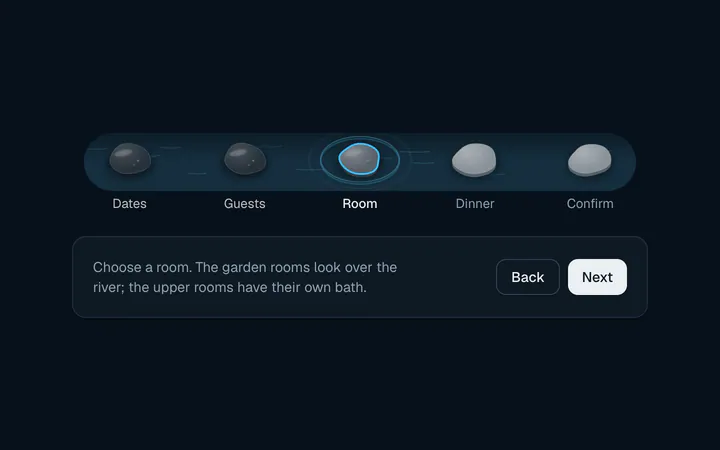 Dates
Guests
Room
Dinner
Confirm
Choose a room. The garden rooms look over the
river; the upper rooms have their own bath.
Back
Next